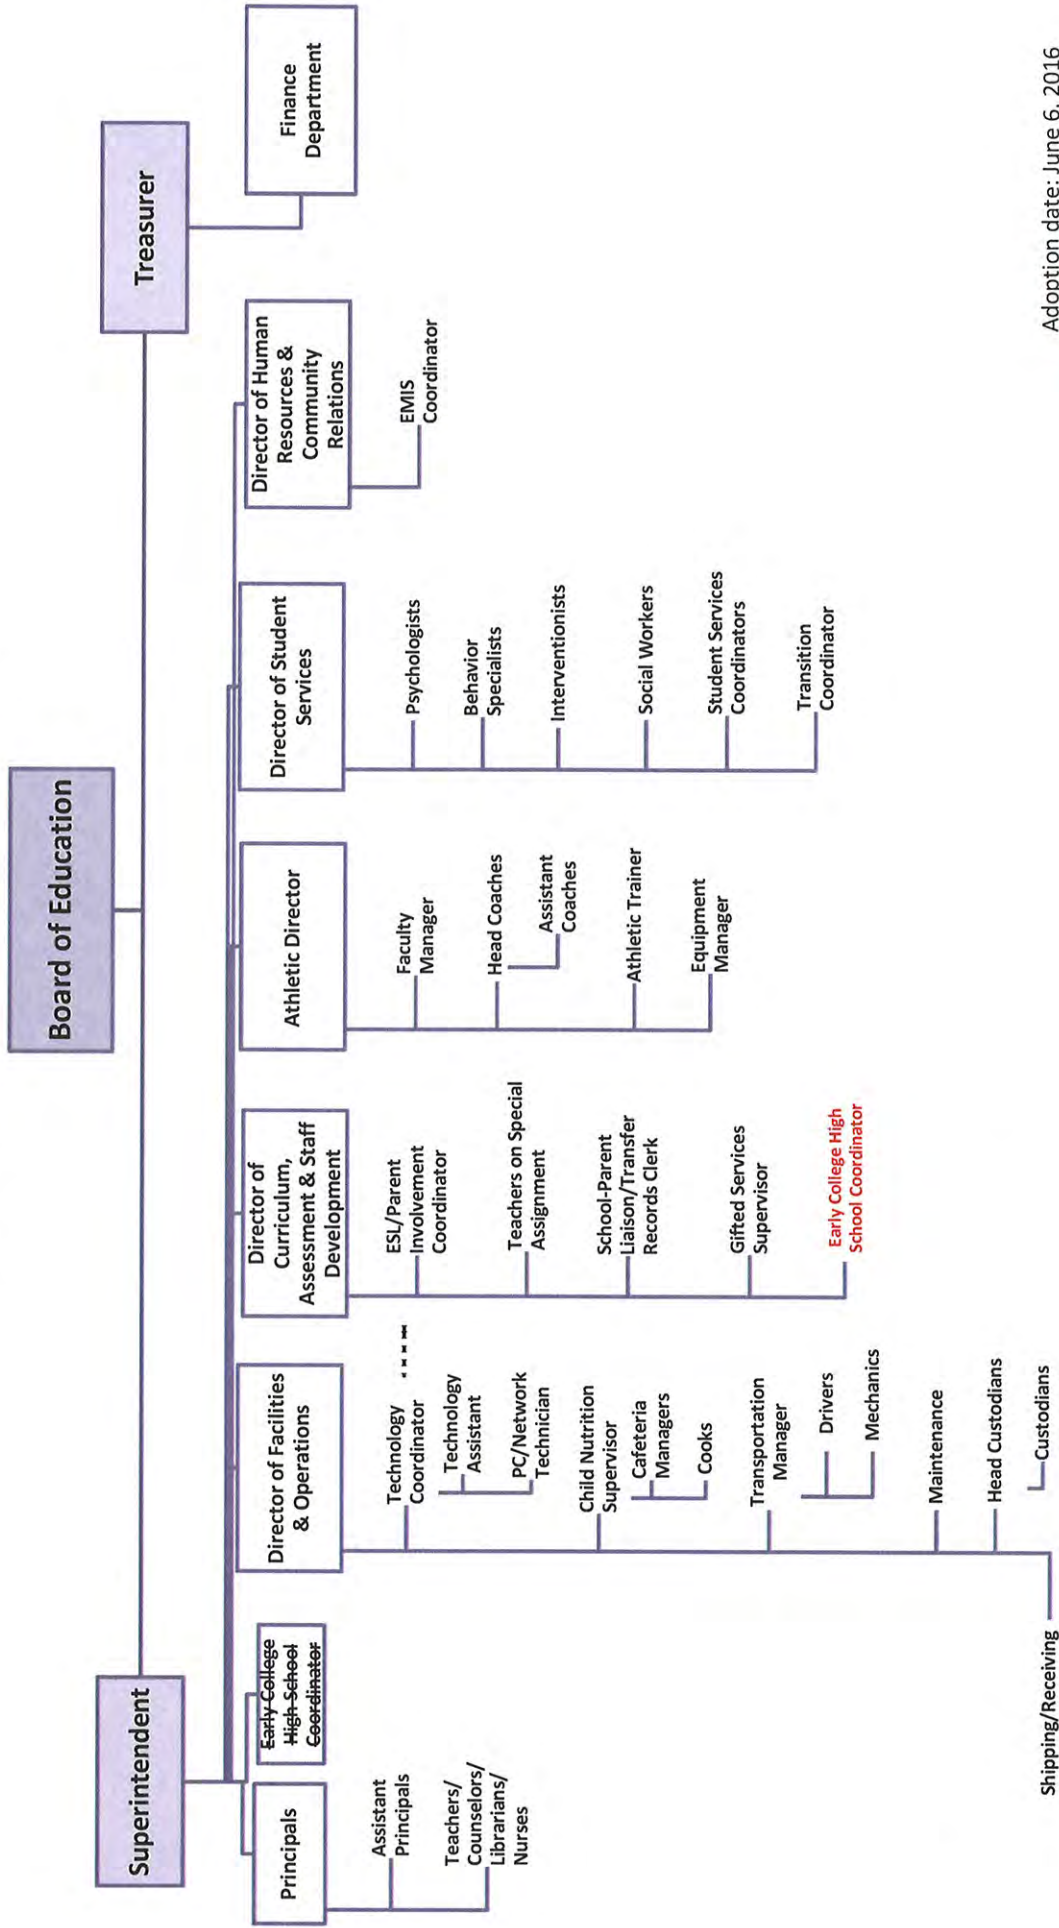 Board of Education
Superintendent
Treasurer
Principals
Assistant
Principals
Teachers/
Counselors/
Librarians/
Nurses
Early College
High School
Coordinator
Director of Facilities
& Operations
Technology
Coordinator
Technology
Assistant
PC/Network
Technician
Child Nutrition
Supervisor
Cafeteria
Managers
Cooks
Transportation
Manager
Drivers
Mechanics
Maintenance
Head Custodians
Custodians
Shipping/Receiving
Director of
Curriculum,
Assessment & Staff
Development
ESL/Parent
Involvement
Coordinator
Teachers on Special
Assignment
School-Parent
Liaison/Transfer
Records Clerk
Gifted Services
Supervisor
Early College High
School Coordinator
Athletic Director
Faculty
Manager
Head Coaches
Assistant
Coaches
Athletic Trainer
Equipment
Manager
Director of Student
Services
Psychologists
Behavior
Specialists
Interventionists
Social Workers
Student Services
Coordinators
Transition
Coordinator
Director of Human
Resources &
Community
Relations
EMIS
Coordinator
Finance
Department
Adoption date: June 6, 2016